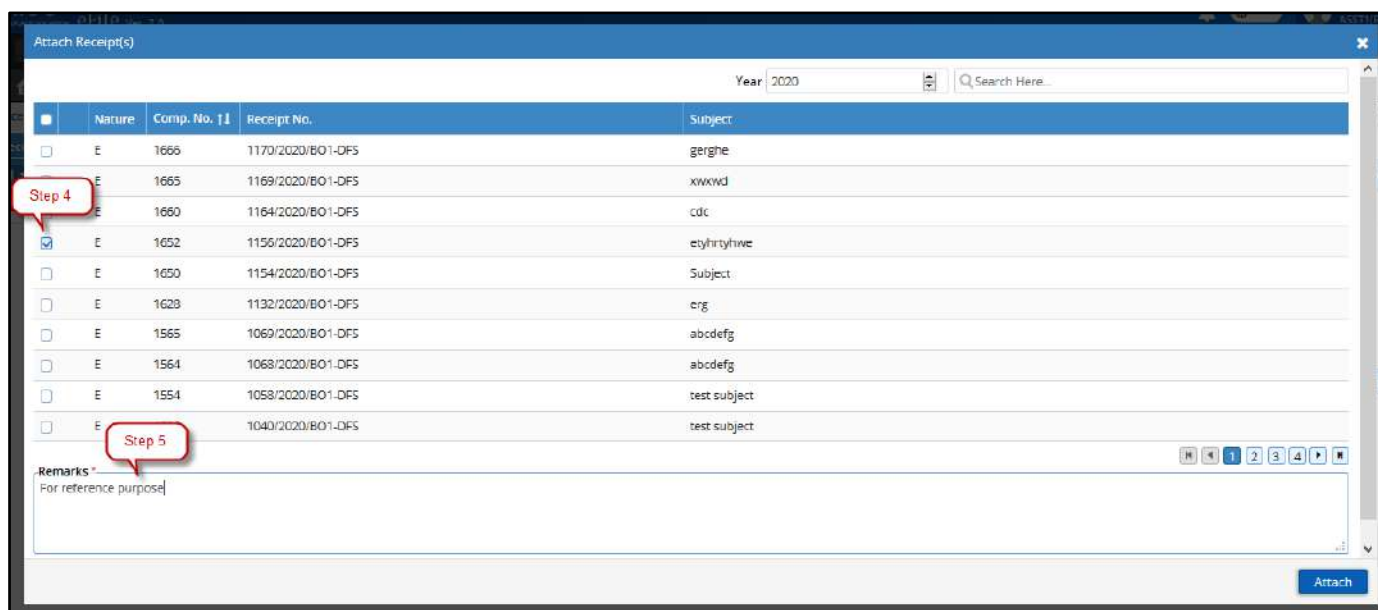 Attach Receipt(s)
Year 2020 Search Here...
Nature Comp. No. Receipt No. Subject
E 1666 1170/2020/BO1-DFS gerghe
E 1665 1169/2020/BO1-DFS xwxwd
Step 4
E 1660 1164/2020/BO1-DFS cdc
E 1652 1156/2020/BO1-DFS etyhrtyhwe
E 1650 1154/2020/BO1-DFS Subject
E 1628 1132/2020/BO1-DFS erg
E 1565 1069/2020/BO1-DFS abcdefg
E 1564 1068/2020/BO1-DFS abcdefg
E 1554 1058/2020/BO1-DFS test subject
E 1040/2020/BO1-DFS test subject
Step 5
1 2 3 4
Remarks *
For reference purpose
Attach